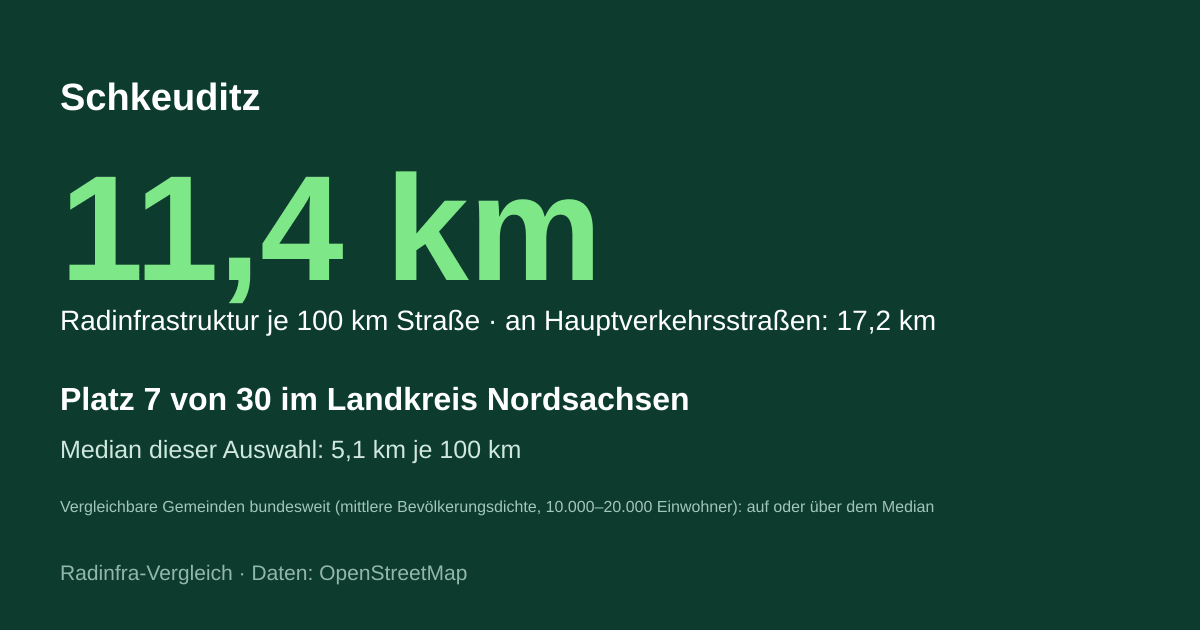 Schkeuditz
11,4 km
Radinfrastruktur je 100 km Straße · an Hauptverkehrsstraßen: 17,2 km
Platz 7 von 30 im Landkreis Nordsachsen
Median dieser Auswahl: 5,1 km je 100 km
Vergleichbare Gemeinden bundesweit (mittlere Bevölkerungsdichte, 10.000–20.000 Einwohner): auf oder über dem Median
Radinfra-Vergleich · Daten: OpenStreetMap